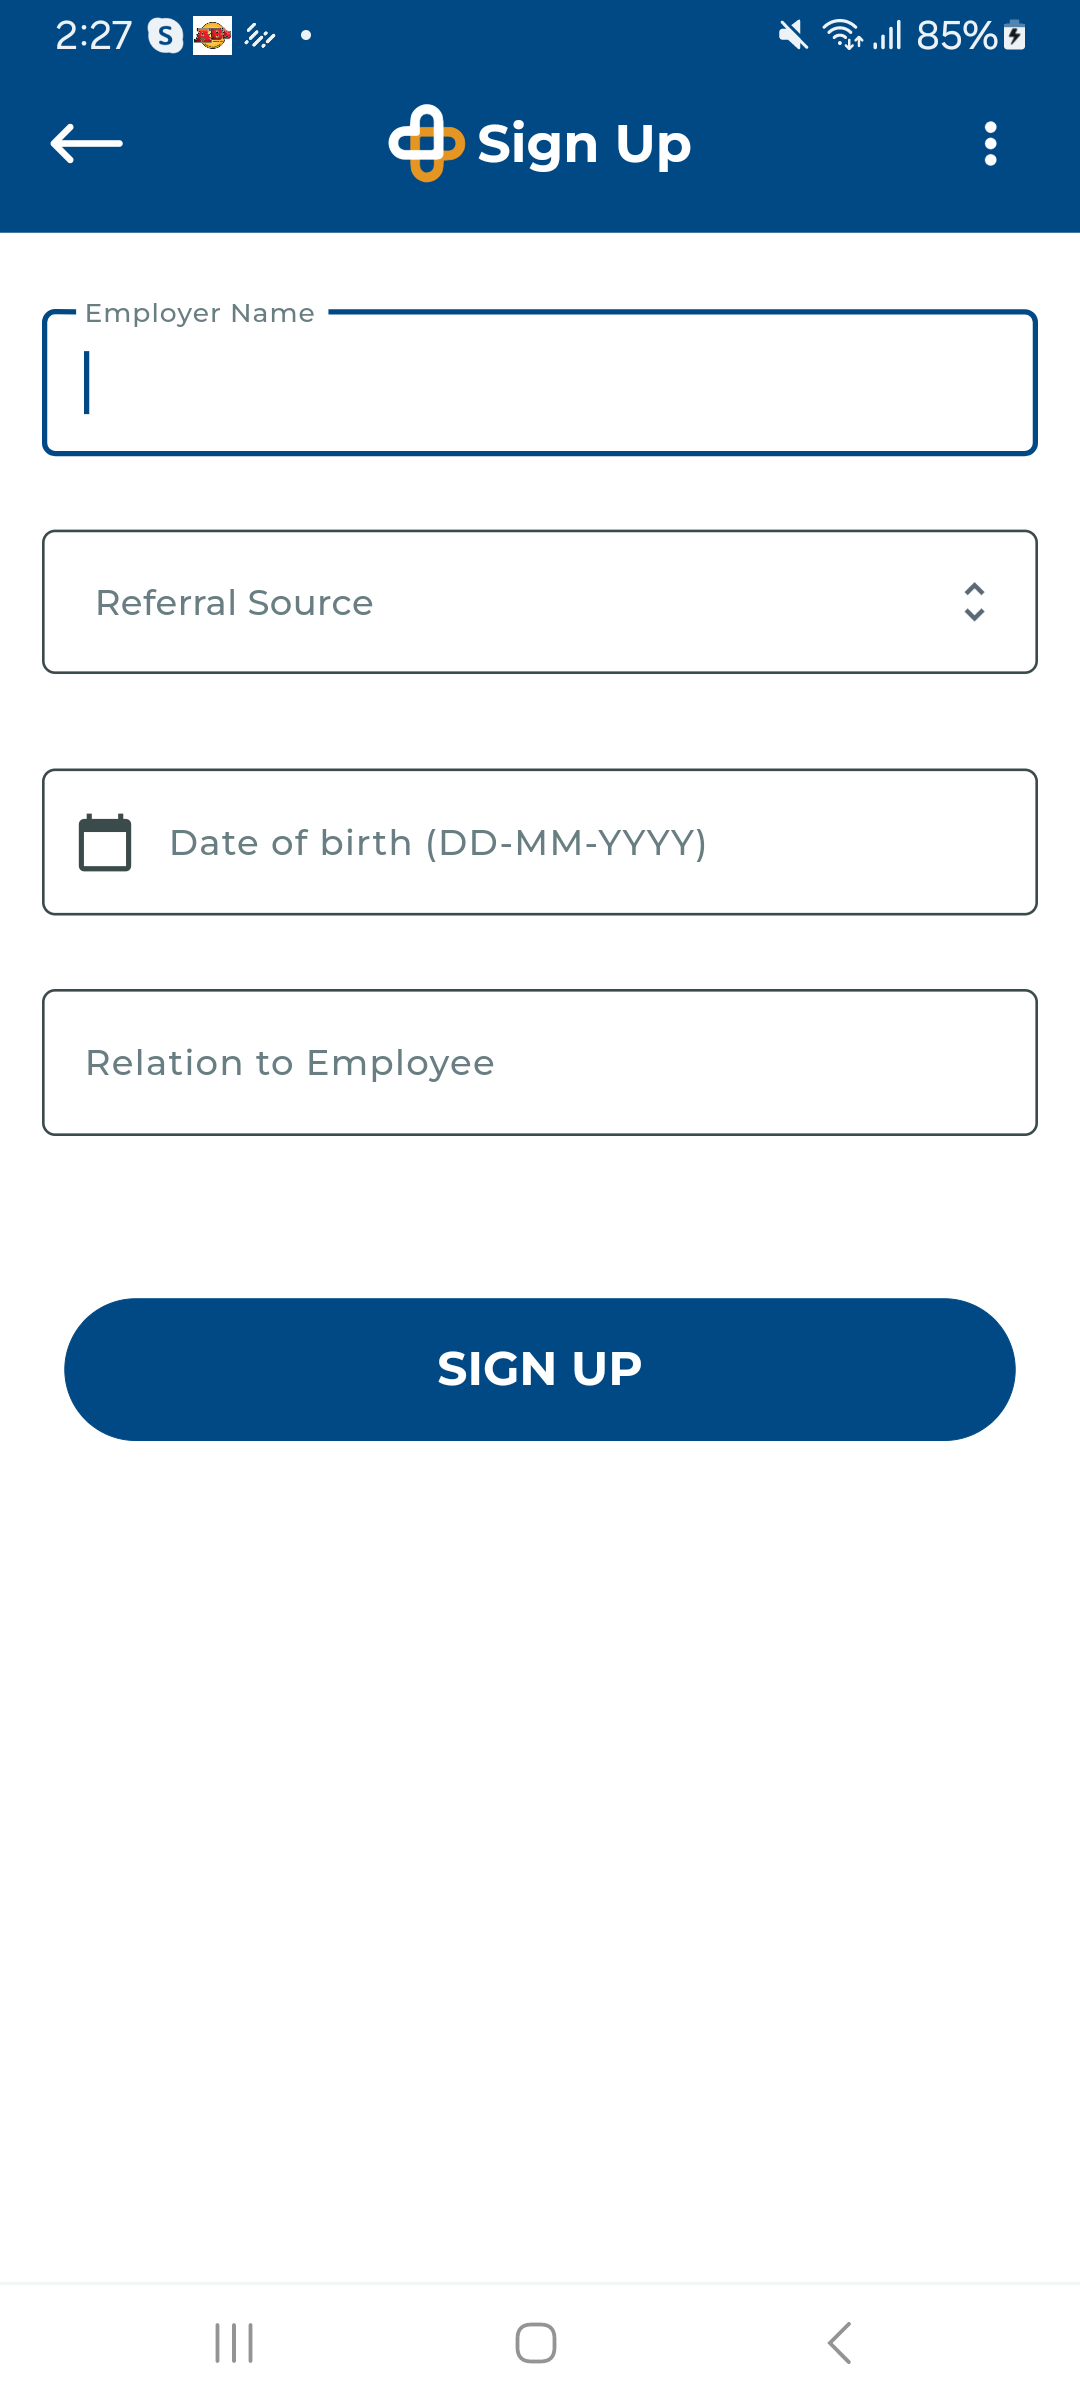 2:27 S ABs 85%
Sign Up
Employer Name
Referral Source
Date of birth (DD-MM-YYYY)
Relation to Employee
SIGN UP